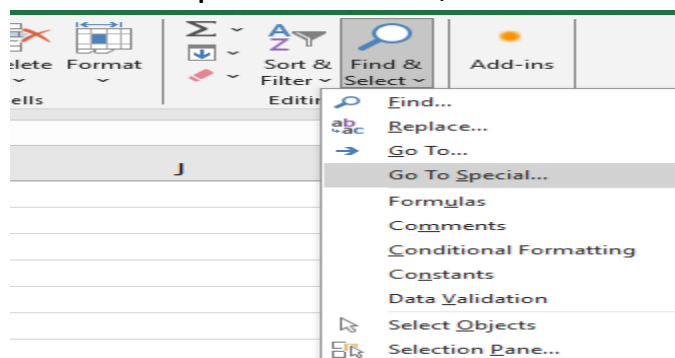 elete Format
Sort & Filter
Find & Select
Add-ins
ells
Editin
J
Find...
Replace...
Go To...
Go To Special...
Formulas
Comments
Conditional Formatting
Constants
Data Validation
Select Objects
Selection Pane...